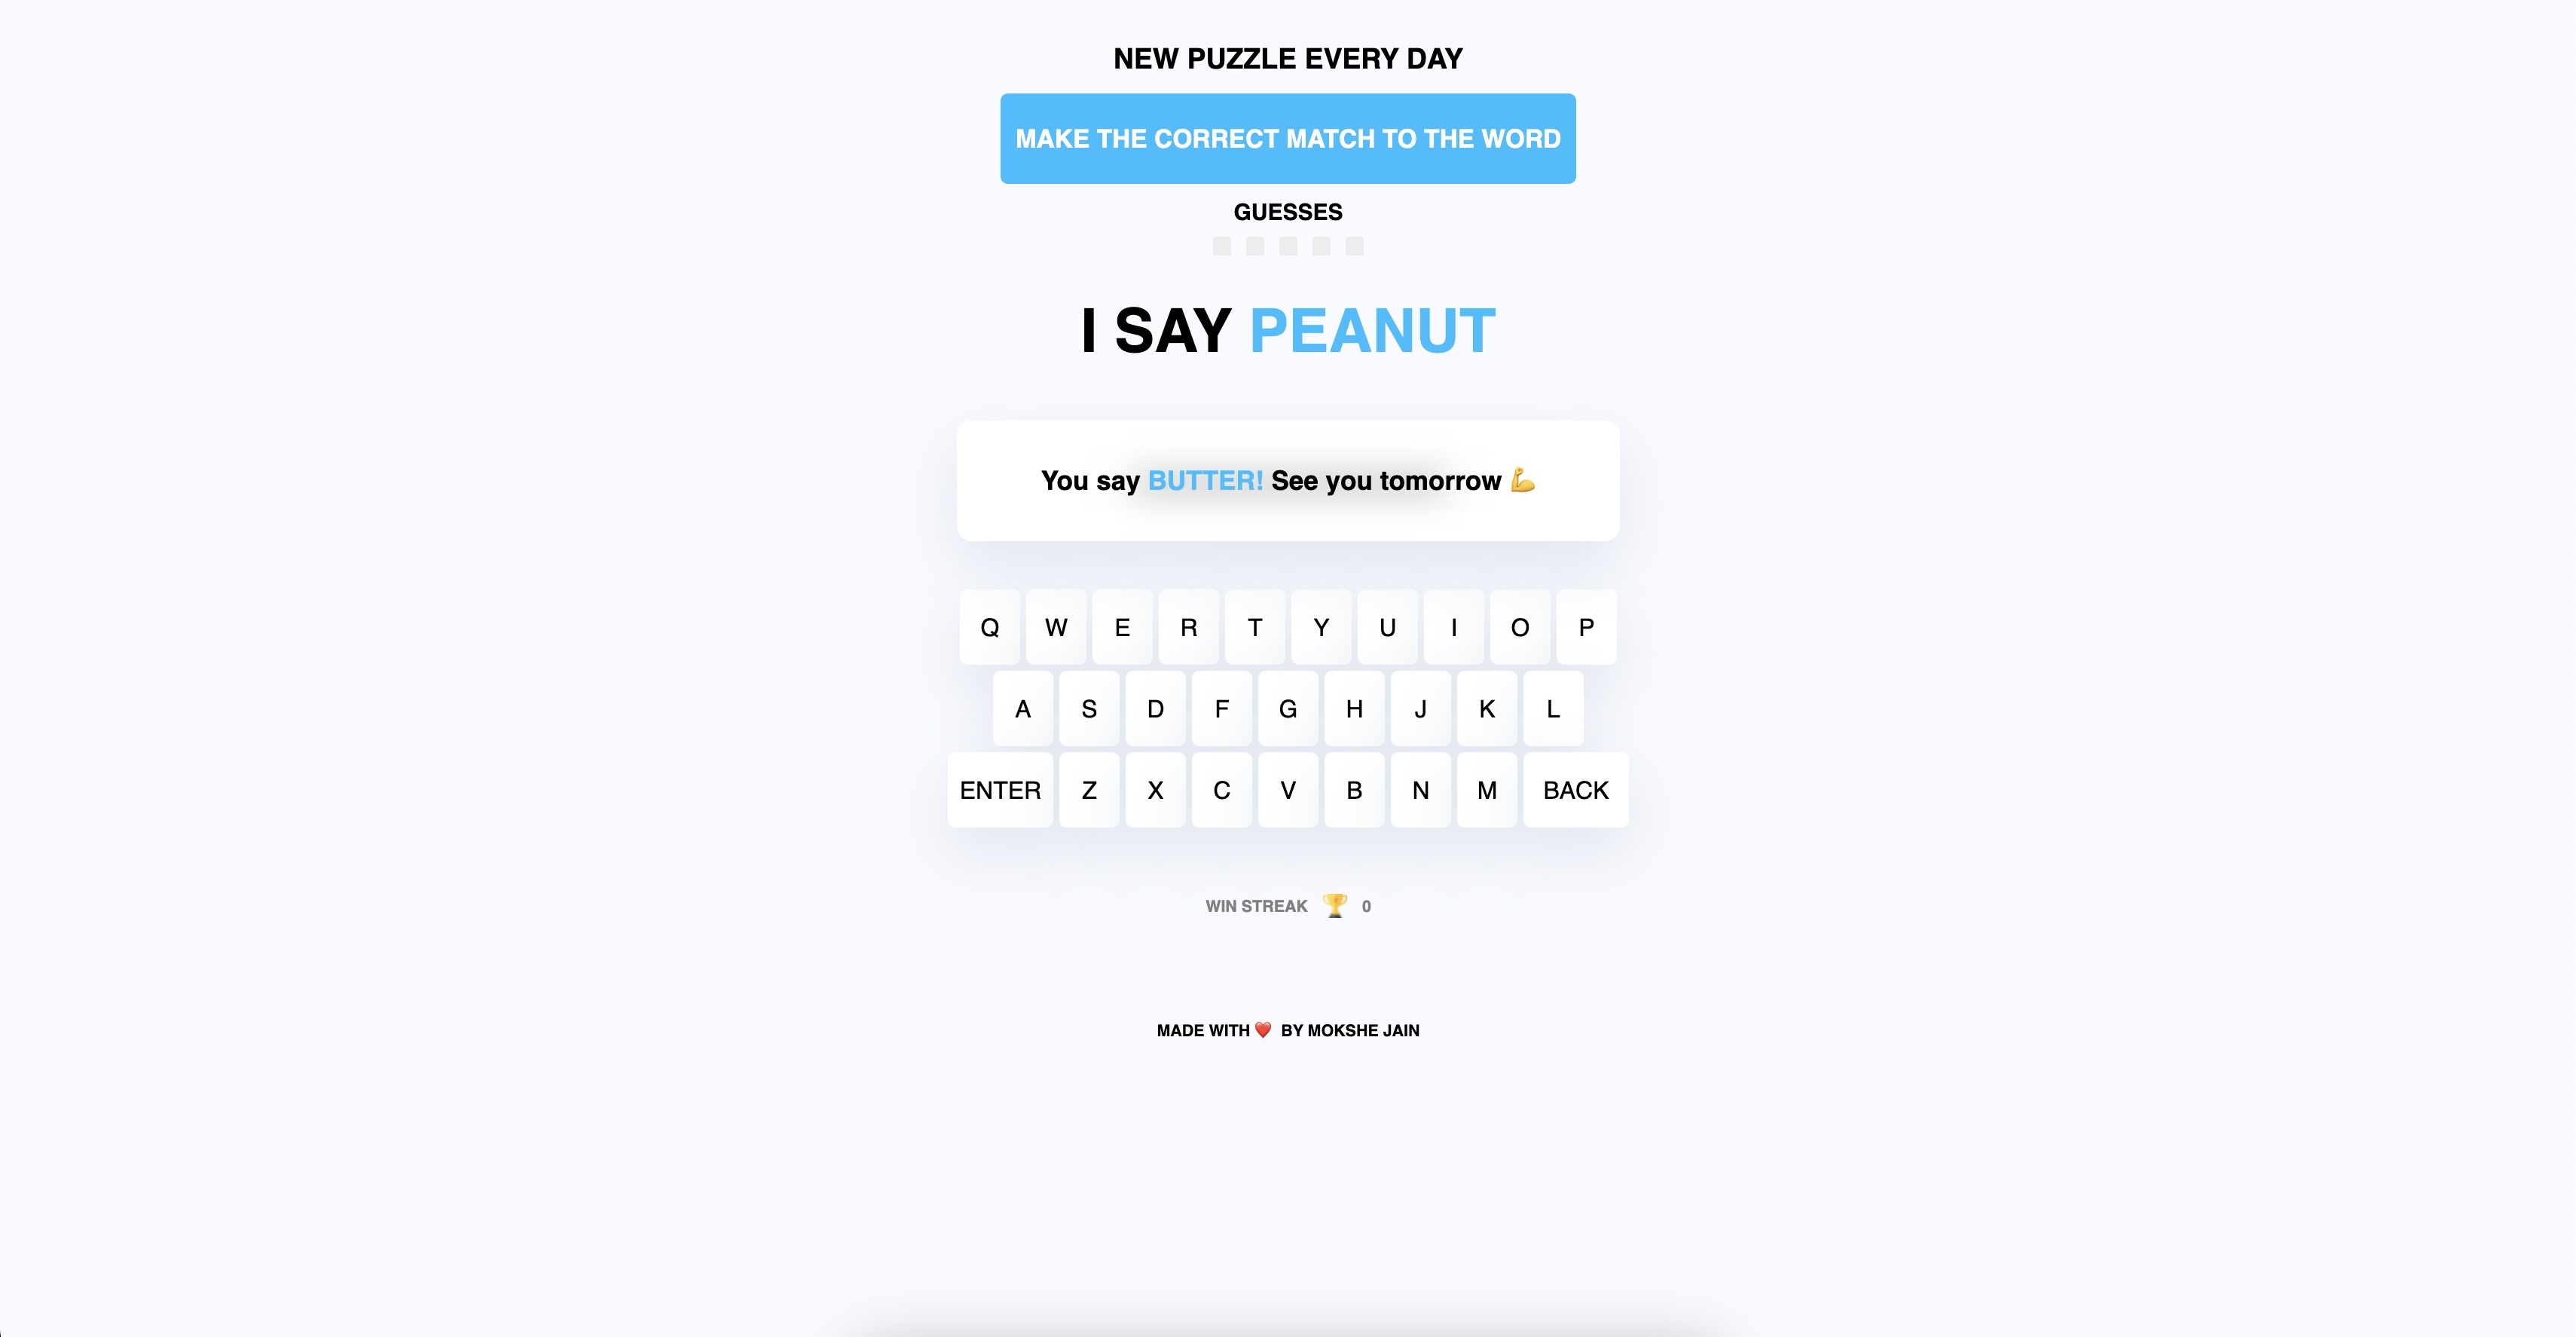 NEW PUZZLE EVERY DAY
MAKE THE CORRECT MATCH TO THE WORD
GUESSES
I SAY PEANUT
You say BUTTER! See you tomorrow 💪
Q W E R T Y U I O P
A S D F G H J K L
ENTER Z X C V B N M BACK
WIN STREAK 🏆 0
MADE WITH ❤️ BY MOKSHE JAIN